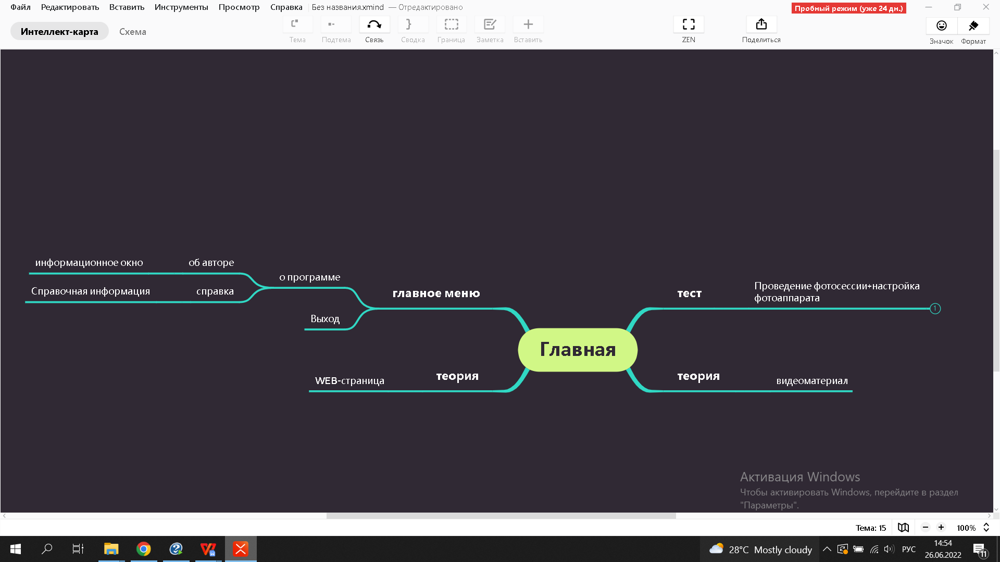 Файл Редактировать Вставить Инструменты Просмотр Справка Без названия.xmind — Отредактировано
Пробный режим (уже 24 дн.)
Интеллект-карта Схема
Тема Подтема Связь Сводка Граница Заметка Вставить ZEN Поделиться Значок Формат
информационное окно об авторе
о программе
Справочная информация справка
главное меню
Выход
тест
Проведение фотосессии+настройка
фотоаппарата
1
Главная
WEB-страница теория
теория видеоматериал
Активация Windows
Чтобы активировать Windows, перейдите в раздел
"Параметры".
Тема: 15 100%
28°C Mostly cloudy РУС
14:54
26.06.2022
11